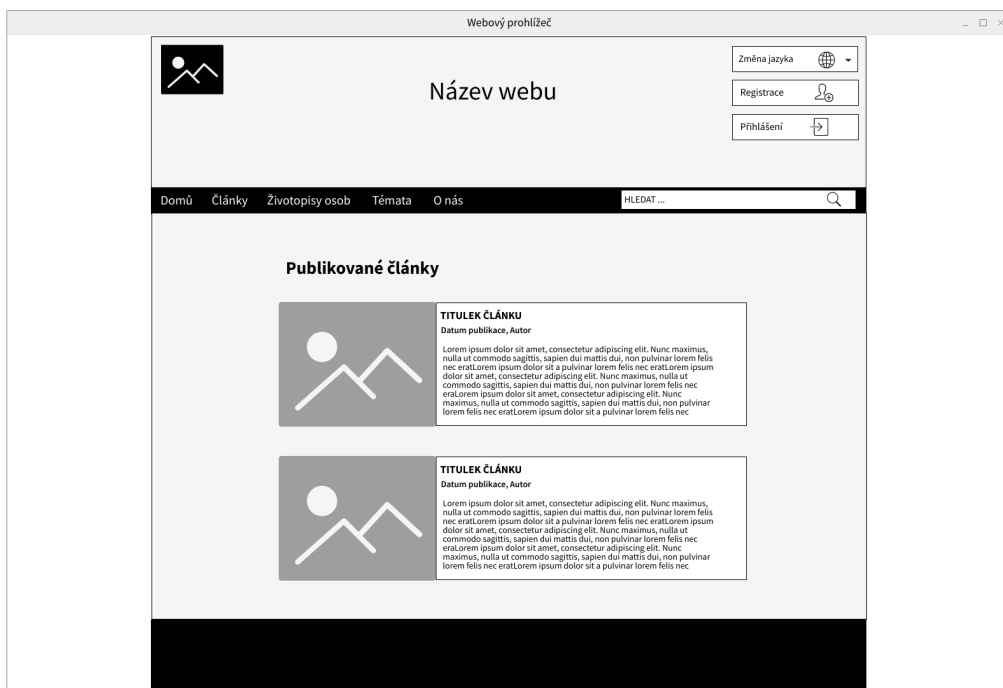 Webový prohlížeč
Změna jazyka
Název webu
Registrace
Přihlášení
Domů Články Životopisy osob Témata O nás HLEDAT ...
Publikované články
TITULEK ČLÁNKU
Datum publikace, Autor
Lorem ipsum dolor sit amet, consectetur adipiscing elit. Nunc maximus,
nulla ut commodo sagittis, sapien dui mattis dui, non pulvinar lorem felis
nec eratLorem ipsum dolor sit a pulvinar lorem felis nec eratLorem ipsum
dolor sit amet, consectetur adipiscing elit. Nunc maximus, nulla ut
commodo sagittis, sapien dui mattis dui, non pulvinar lorem felis nec
eraLorem ipsum dolor sit amet, consectetur adipiscing elit. Nunc
maximus, nulla ut commodo sagittis, sapien dui mattis dui, non pulvinar
lorem felis nec eratLorem ipsum dolor sit a pulvinar lorem felis nec
TITULEK ČLÁNKU
Datum publikace, Autor
Lorem ipsum dolor sit amet, consectetur adipiscing elit. Nunc maximus,
nulla ut commodo sagittis, sapien dui mattis dui, non pulvinar lorem felis
nec eratLorem ipsum dolor sit a pulvinar lorem felis nec eratLorem ipsum
dolor sit amet, consectetur adipiscing elit. Nunc maximus, nulla ut
commodo sagittis, sapien dui mattis dui, non pulvinar lorem felis nec
eraLorem ipsum dolor sit amet, consectetur adipiscing elit. Nunc
maximus, nulla ut commodo sagittis, sapien dui mattis dui, non pulvinar
lorem felis nec eratLorem ipsum dolor sit a pulvinar lorem felis nec